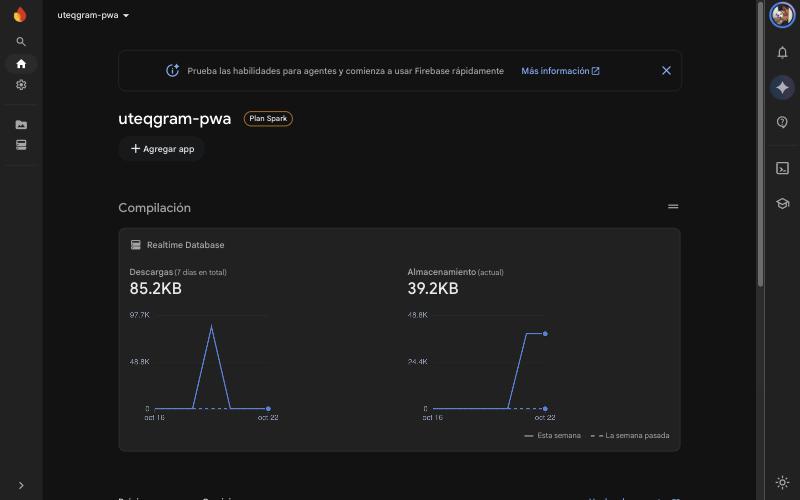 uteqgram-pwa
Prueba las habilidades para agentes y comienza a usar Firebase rápidamente Más información
uteqgram-pwa Plan Spark
Agregar app
Compilación
Realtime Database
Descargas (7 días en total)
85.2KB
97.7K
48.8K
0
oct 16 oct 22
Almacenamiento (actual)
39.2KB
48.8K
24.4K
0
oct 16 oct 22
Esta semana La semana pasada